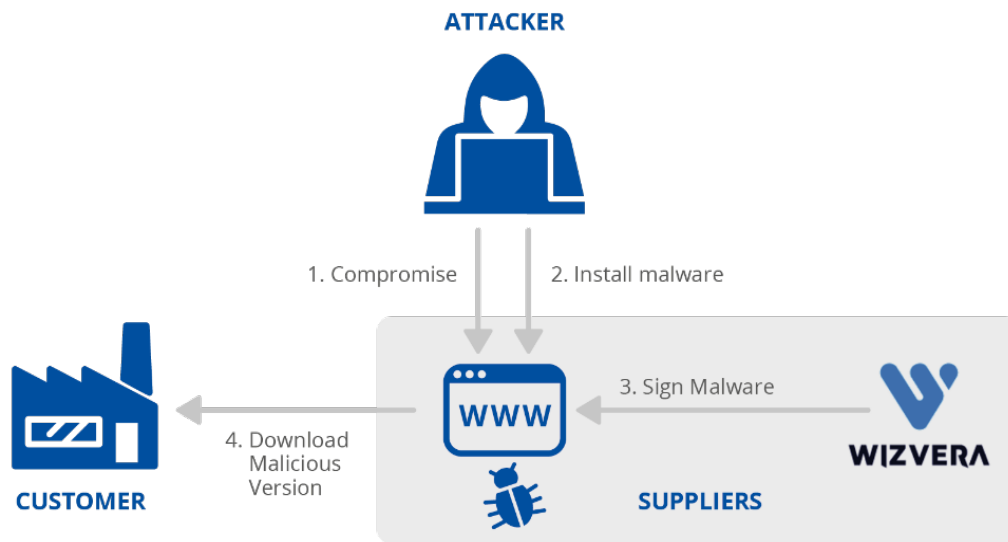 ATTACKER
1. Compromise
2. Install malware
WWW
3. Sign Malware
WIZVERA
4. Download
Malicious
Version
CUSTOMER
SUPPLIERS